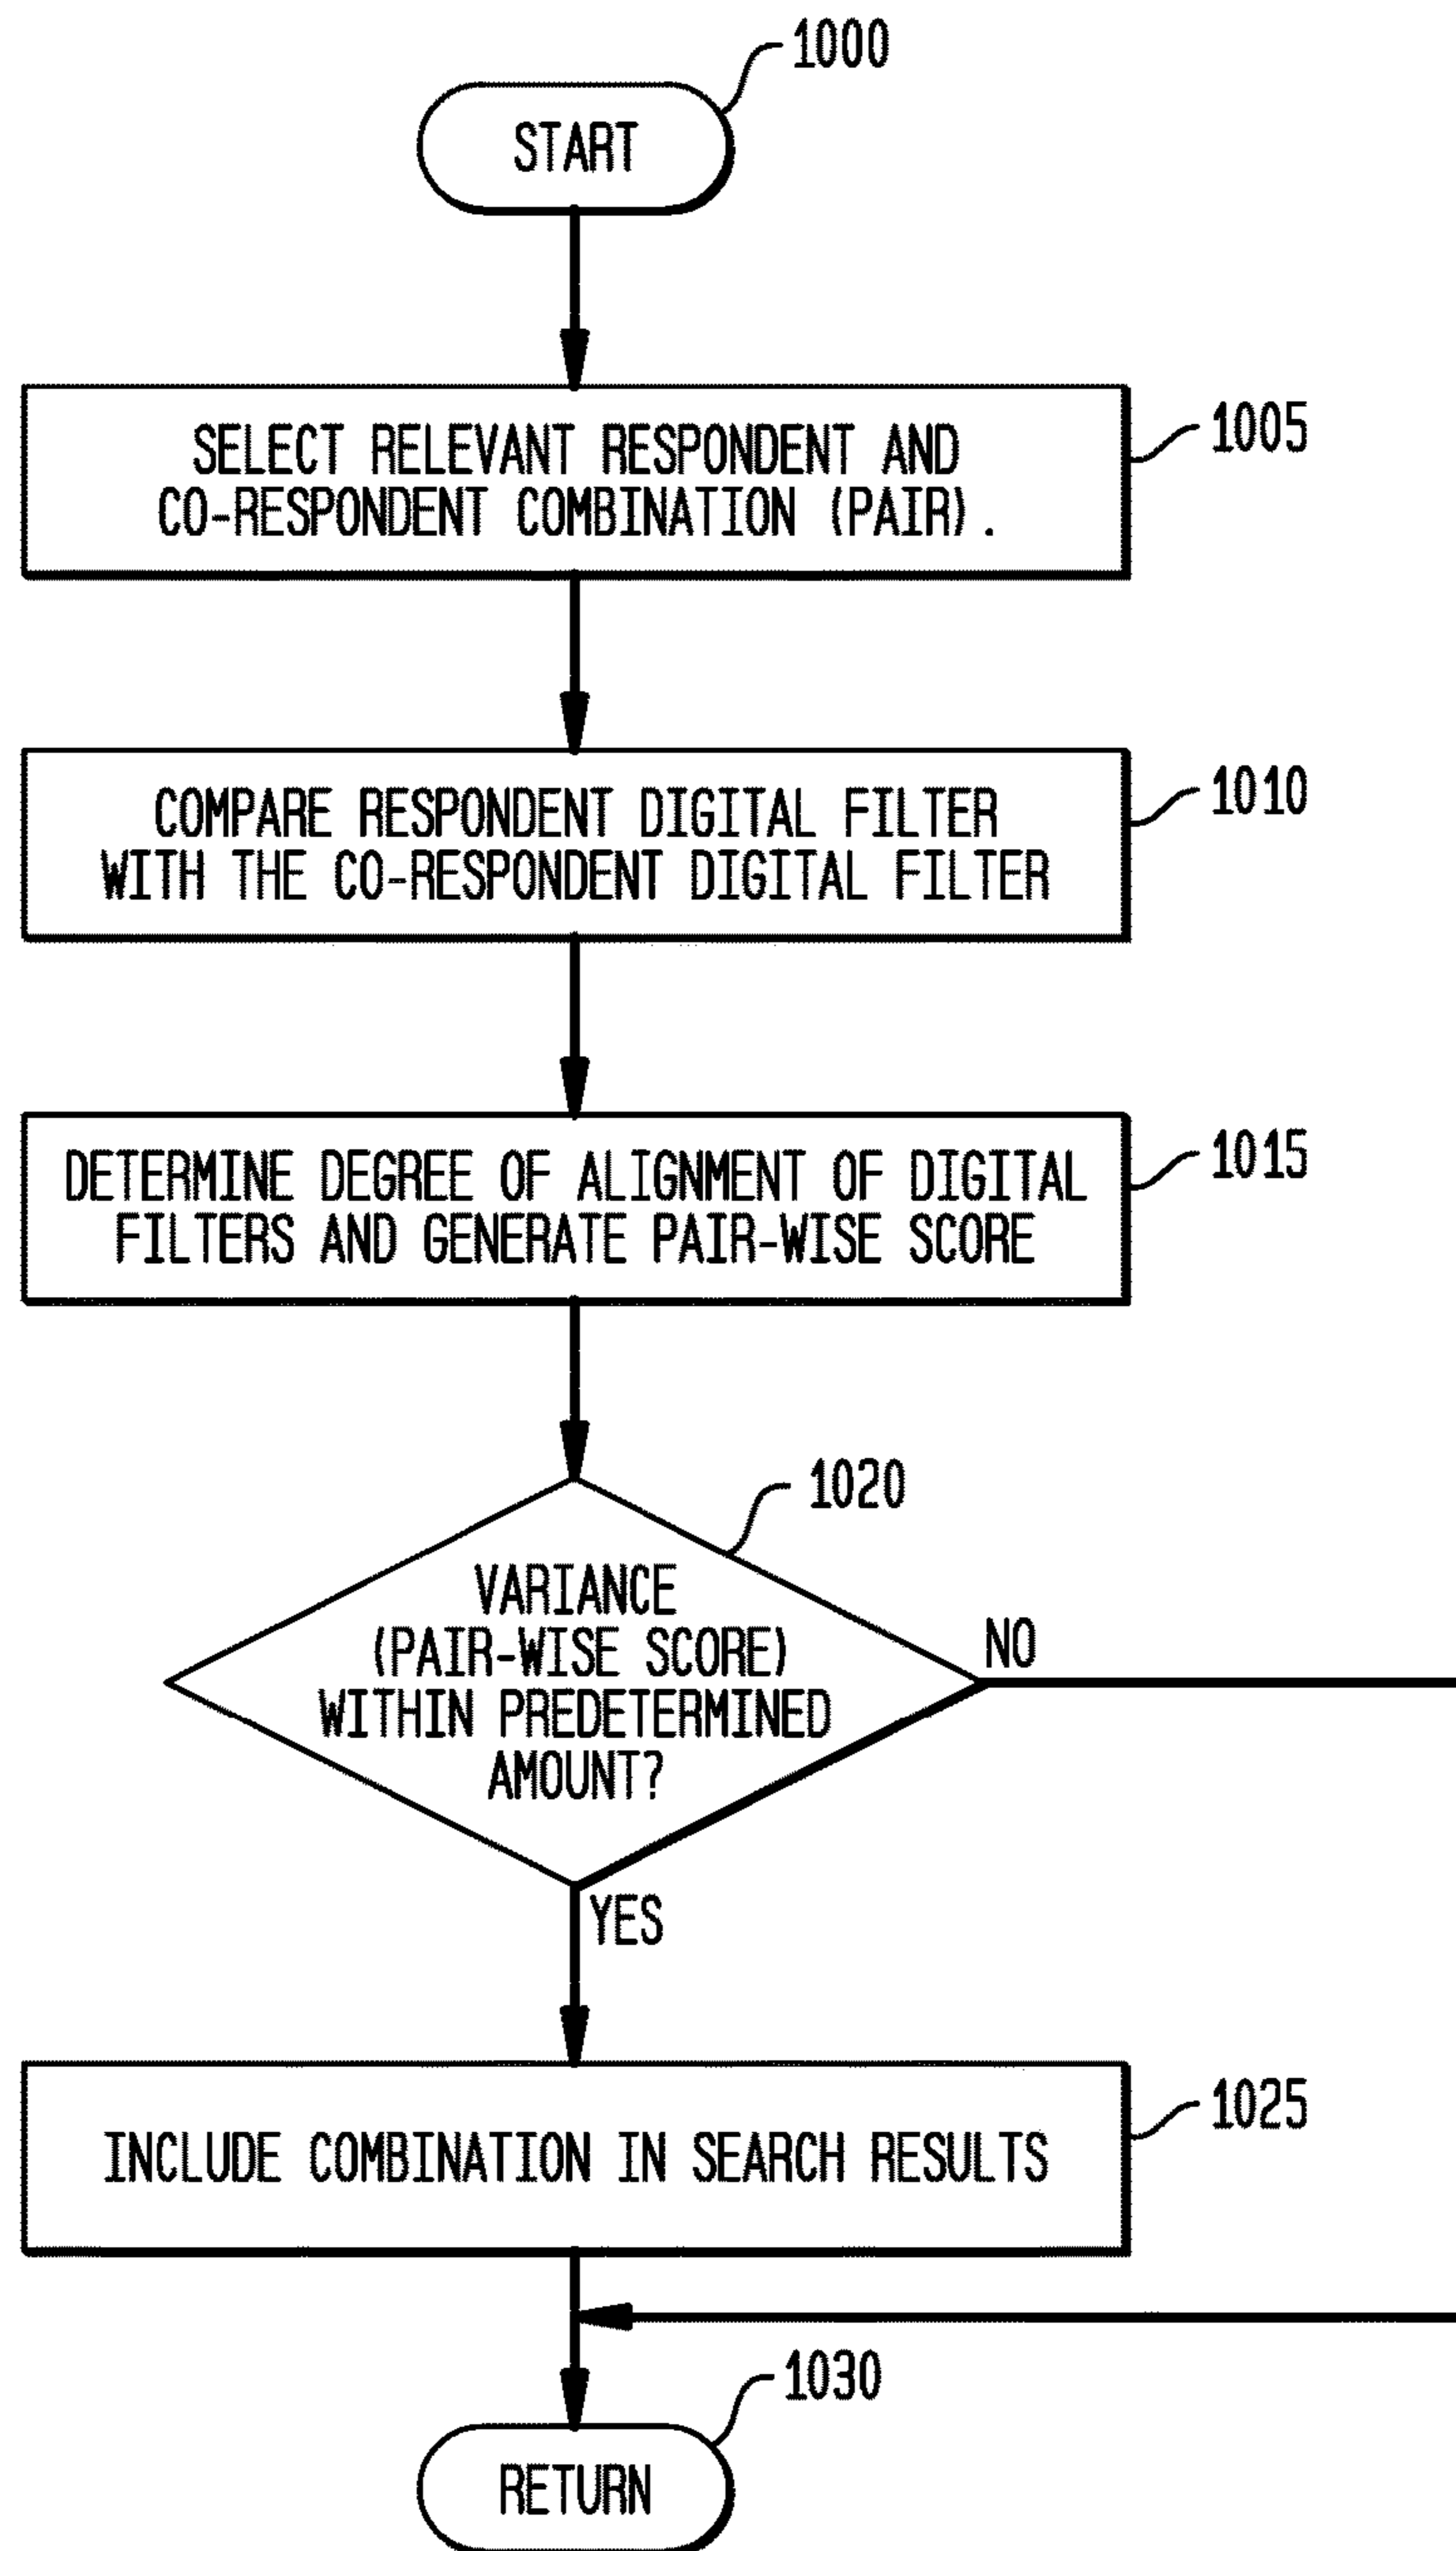 1000
START
SELECT RELEVANT RESPONDENT AND
CO-RESPONDENT COMBINATION (PAIR).
1005
COMPARE RESPONDENT DIGITAL FILTER
WITH THE CO-RESPONDENT DIGITAL FILTER
1010
DETERMINE DEGREE OF ALIGNMENT OF DIGITAL
FILTERS AND GENERATE PAIR-WISE SCORE
1015
1020
VARIANCE
(PAIR-WISE SCORE)
WITHIN PREDETERMINED
AMOUNT?
NO
YES
INCLUDE COMBINATION IN SEARCH RESULTS
1025
1030
RETURN